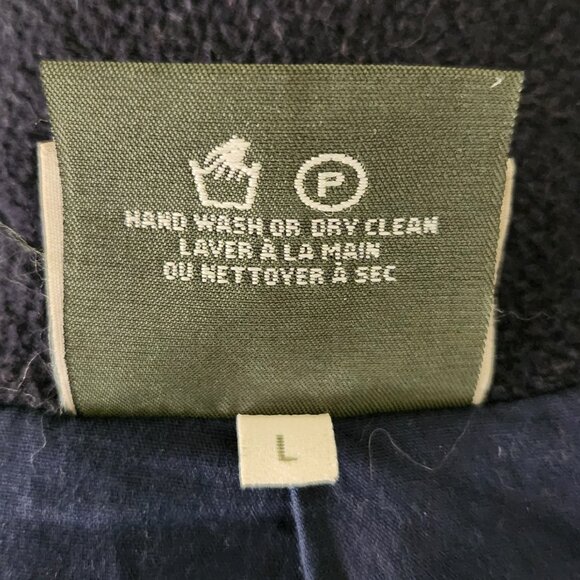 P
HAND WASH OR DRY CLEAN
LAVER À LA MAIN
OU NETTOYER À SEC
L